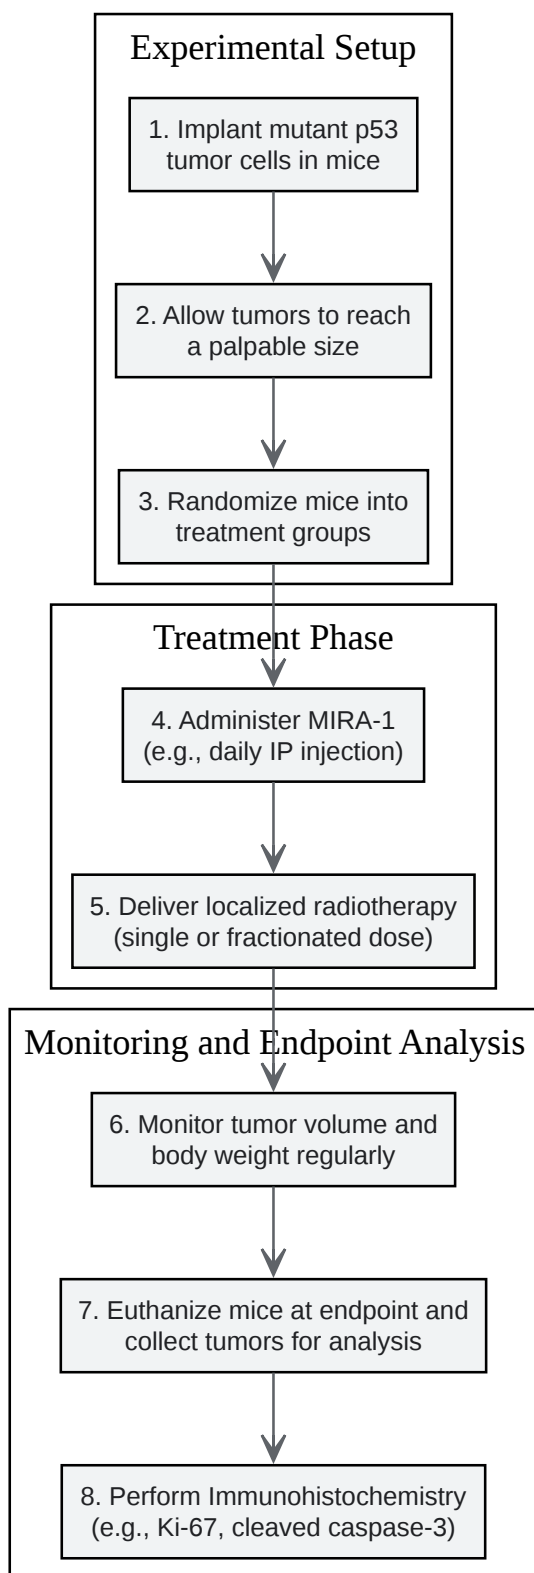 Experimental Setup
1. Implant mutant p53
tumor cells in mice
2. Allow tumors to reach
a palpable size
3. Randomize mice into
treatment groups
Treatment Phase
4. Administer MIRA-1
(e.g., daily IP injection)
5. Deliver localized radiotherapy
(single or fractionated dose)
Monitoring and Endpoint Analysis
6. Monitor tumor volume and
body weight regularly
7. Euthanize mice at endpoint and
collect tumors for analysis
8. Perform Immunohistochemistry
(e.g., Ki-67, cleaved caspase-3)